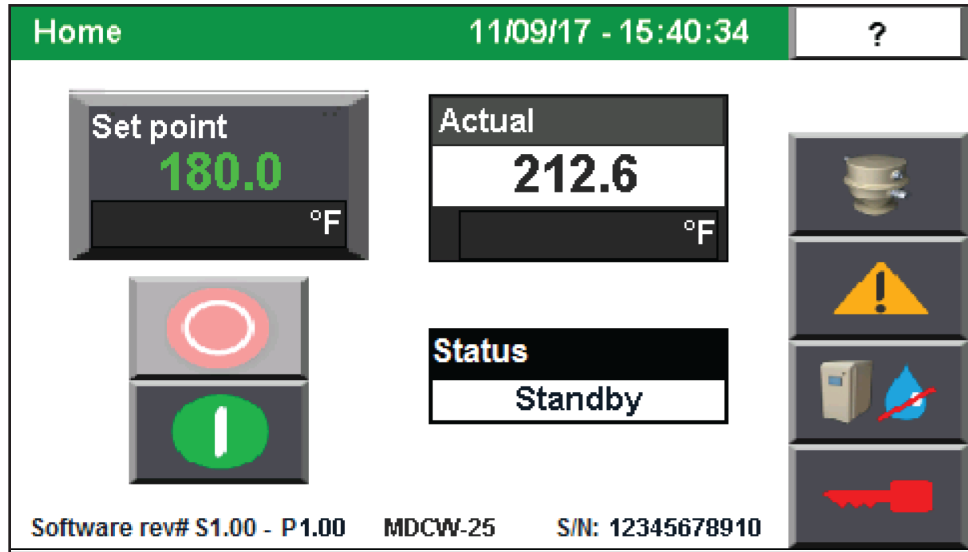 Home 11/09/17 - 15:40:34 ?
Set point
180.0
°F
Actual
212.6
°F
Status
Standby
Software rev# S1.00 - P1.00 MDCW-25 S/N: 12345678910